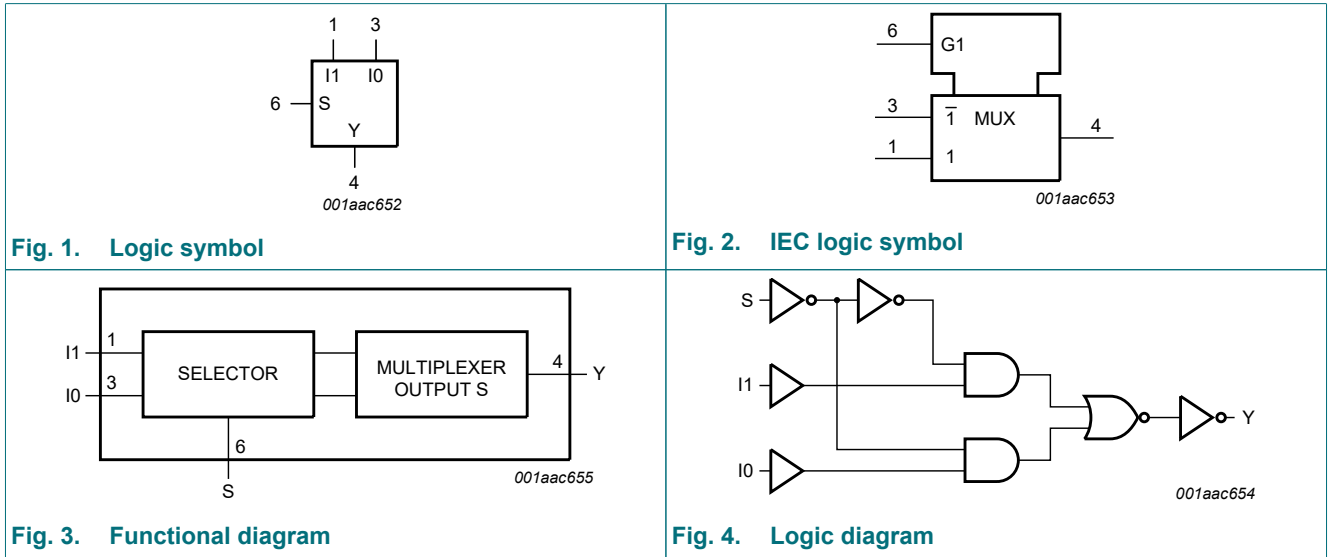 1 3
I1 I0
6 S
Y
4
001aac652
Fig. 1. Logic symbol
6 G1
3 1̅ MUX 4
1 1
001aac653
Fig. 2. IEC logic symbol
I1 1
I0 3
SELECTOR
MULTIPLEXER
OUTPUT S
4 Y
6
S
001aac655
Fig. 3. Functional diagram
S
I1
I0
Y
001aac654
Fig. 4. Logic diagram